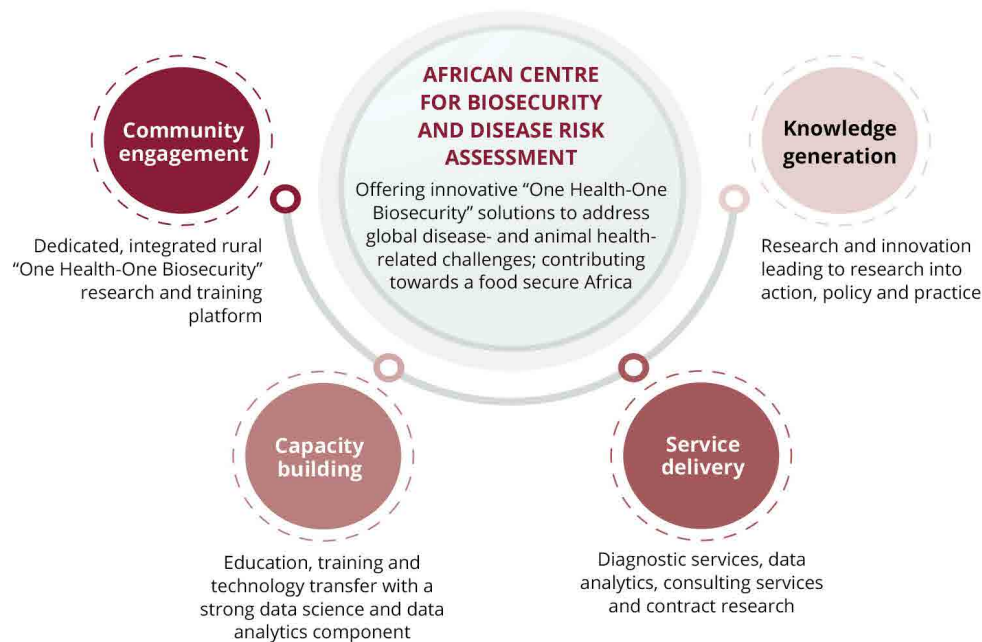 AFRICAN CENTRE
FOR BIOSECURITY
AND DISEASE RISK
ASSESSMENT
Offering innovative “One Health-One
Biosecurity” solutions to address
global disease- and animal health-
related challenges; contributing
towards a food secure Africa
Community
engagement
Dedicated, integrated rural
“One Health-One Biosecurity”
research and training
platform
Capacity
building
Education, training and
technology transfer with a
strong data science and data
analytics component
Service
delivery
Diagnostic services, data
analytics, consulting services
and contract research
Knowledge
generation
Research and innovation
leading to research into
action, policy and practice